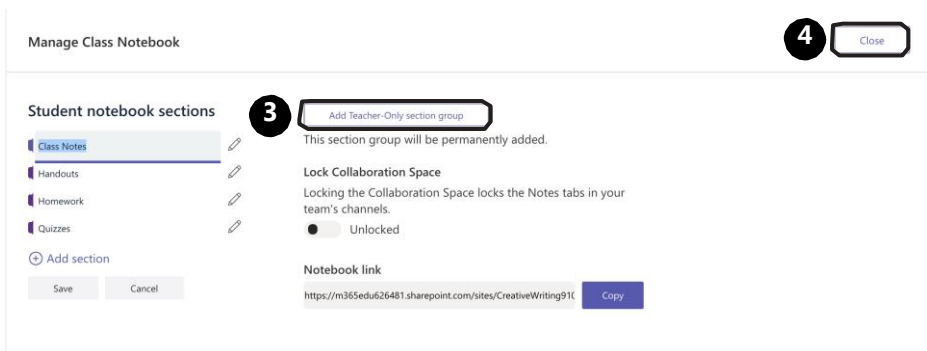 Manage Class Notebook
4
Close
Student notebook sections
Class Notes
Handouts
Homework
Quizzes
Add section
Save Cancel
3
Add Teacher-Only section group
This section group will be permanently added.
Lock Collaboration Space
Locking the Collaboration Space locks the Notes tabs in your
team's channels.
Unlocked
Notebook link
https://m365edu626481.sharepoint.com/sites/CreativeWriting910
Copy